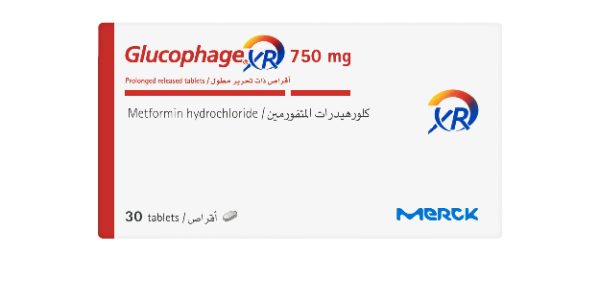 Glucophage® XR 750 mg
Prolonged released tablets / أقراص ذات تحرير مطول
Metformin hydrochloride / كلورهيدرات المتفورمين
XR
30 tablets / أقراص
MERCK